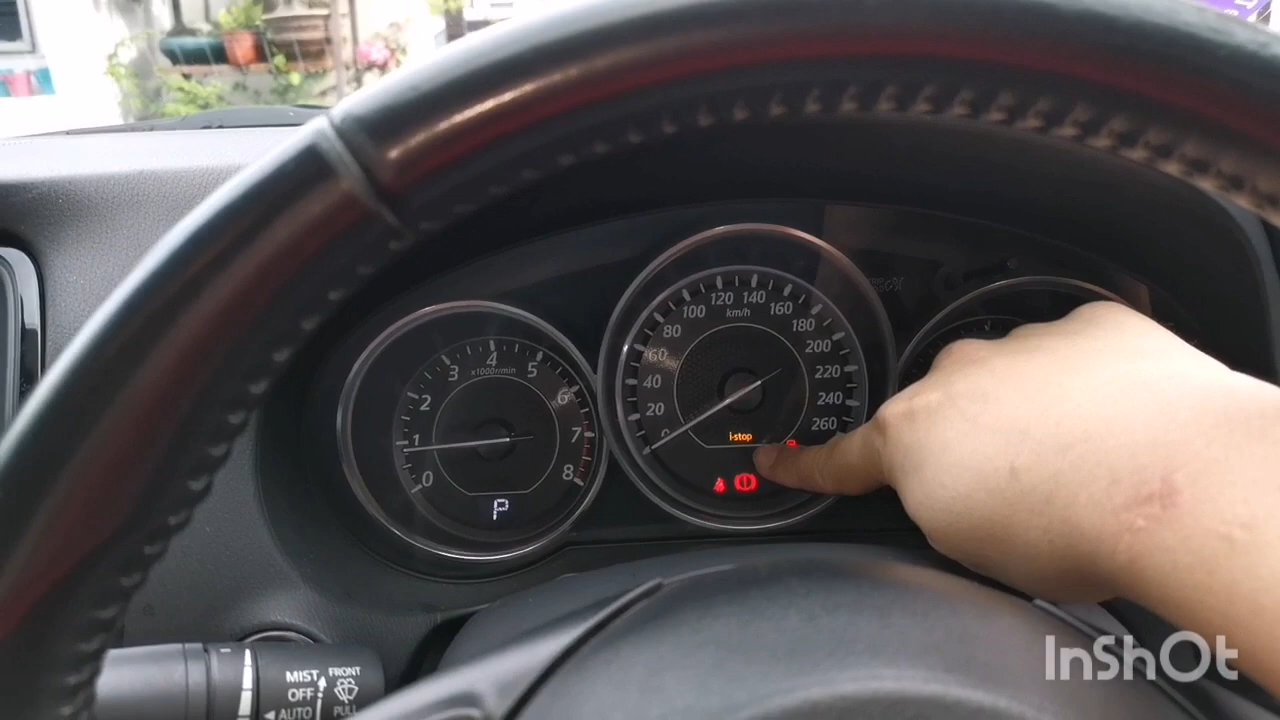 0 1 2 3 4 5 6 7 8
x1000r/min
P
0 20 40 60 80 100 120 140 160 180 200 220 240 260
km/h
i-stop
MIST
OFF
AUTO
FRONT
PULL
InShOt